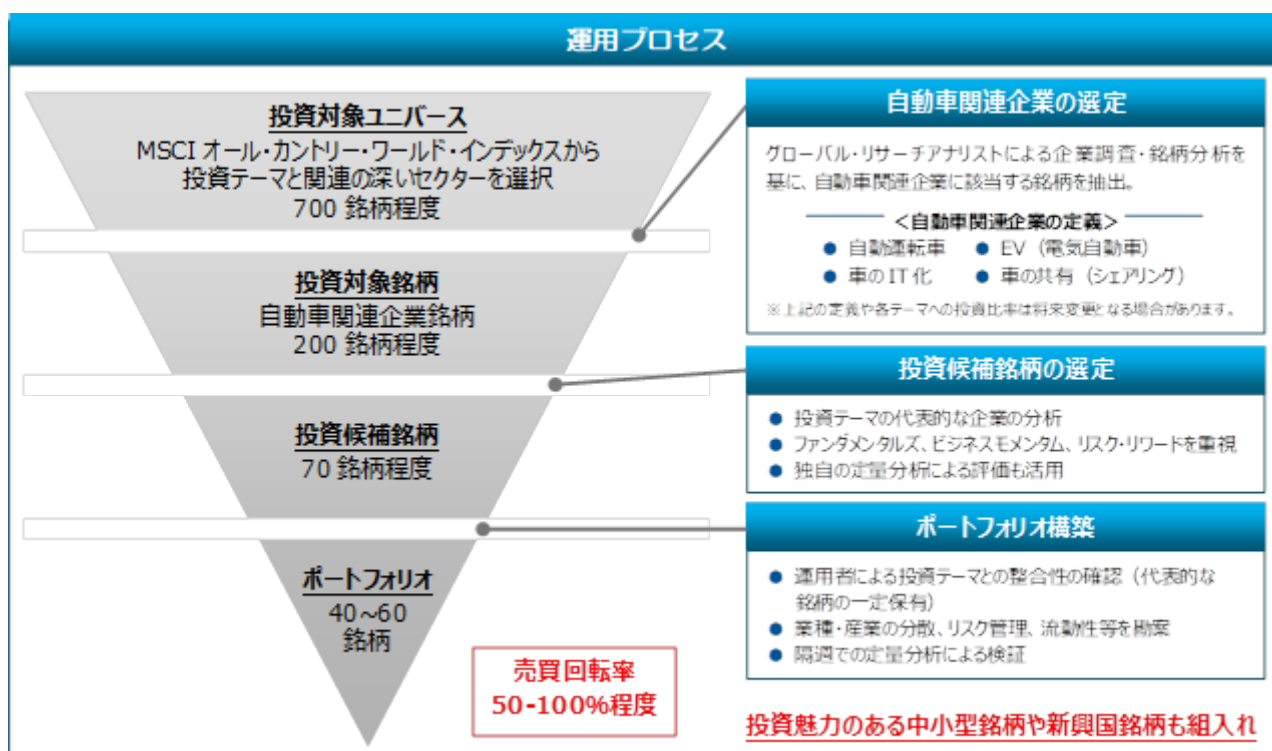 運用プロセス
投資対象ユニバース
MSCI オール・カントリー・ワールド・インデックスから
投資テーマと関連の深いセクターを選択
700 銘柄程度
投資対象銘柄
自動車関連企業銘柄
200 銘柄程度
投資候補銘柄
70 銘柄程度
ポートフォリオ
40~60
銘柄
売買回転率
50-100%程度
自動車関連企業の選定
グローバル・リサーチアナリストによる企業調査・銘柄分析を
基に、自動車関連企業に該当する銘柄を抽出。
<自動車関連企業の定義>
● 自動運転車 ● EV(電気自動車)
● 車のIT化 ● 車の共有(シェアリング)
※上記の定義や各テーマへの投資比率は将来変更となる場合があります。
投資候補銘柄の選定
● 投資テーマの代表的な企業の分析
● ファンダメンタルズ、ビジネスモメンタム、リスク・リワードを重視
● 独自の定量分析による評価も活用
ポートフォリオ構築
● 運用者による投資テーマとの整合性の確認(代表的な
銘柄の一定保有)
● 業種・産業の分散、リスク管理、流動性等を勘案
● 隔週での定量分析による検証
投資魅力のある中小型銘柄や新興国銘柄も組入れ